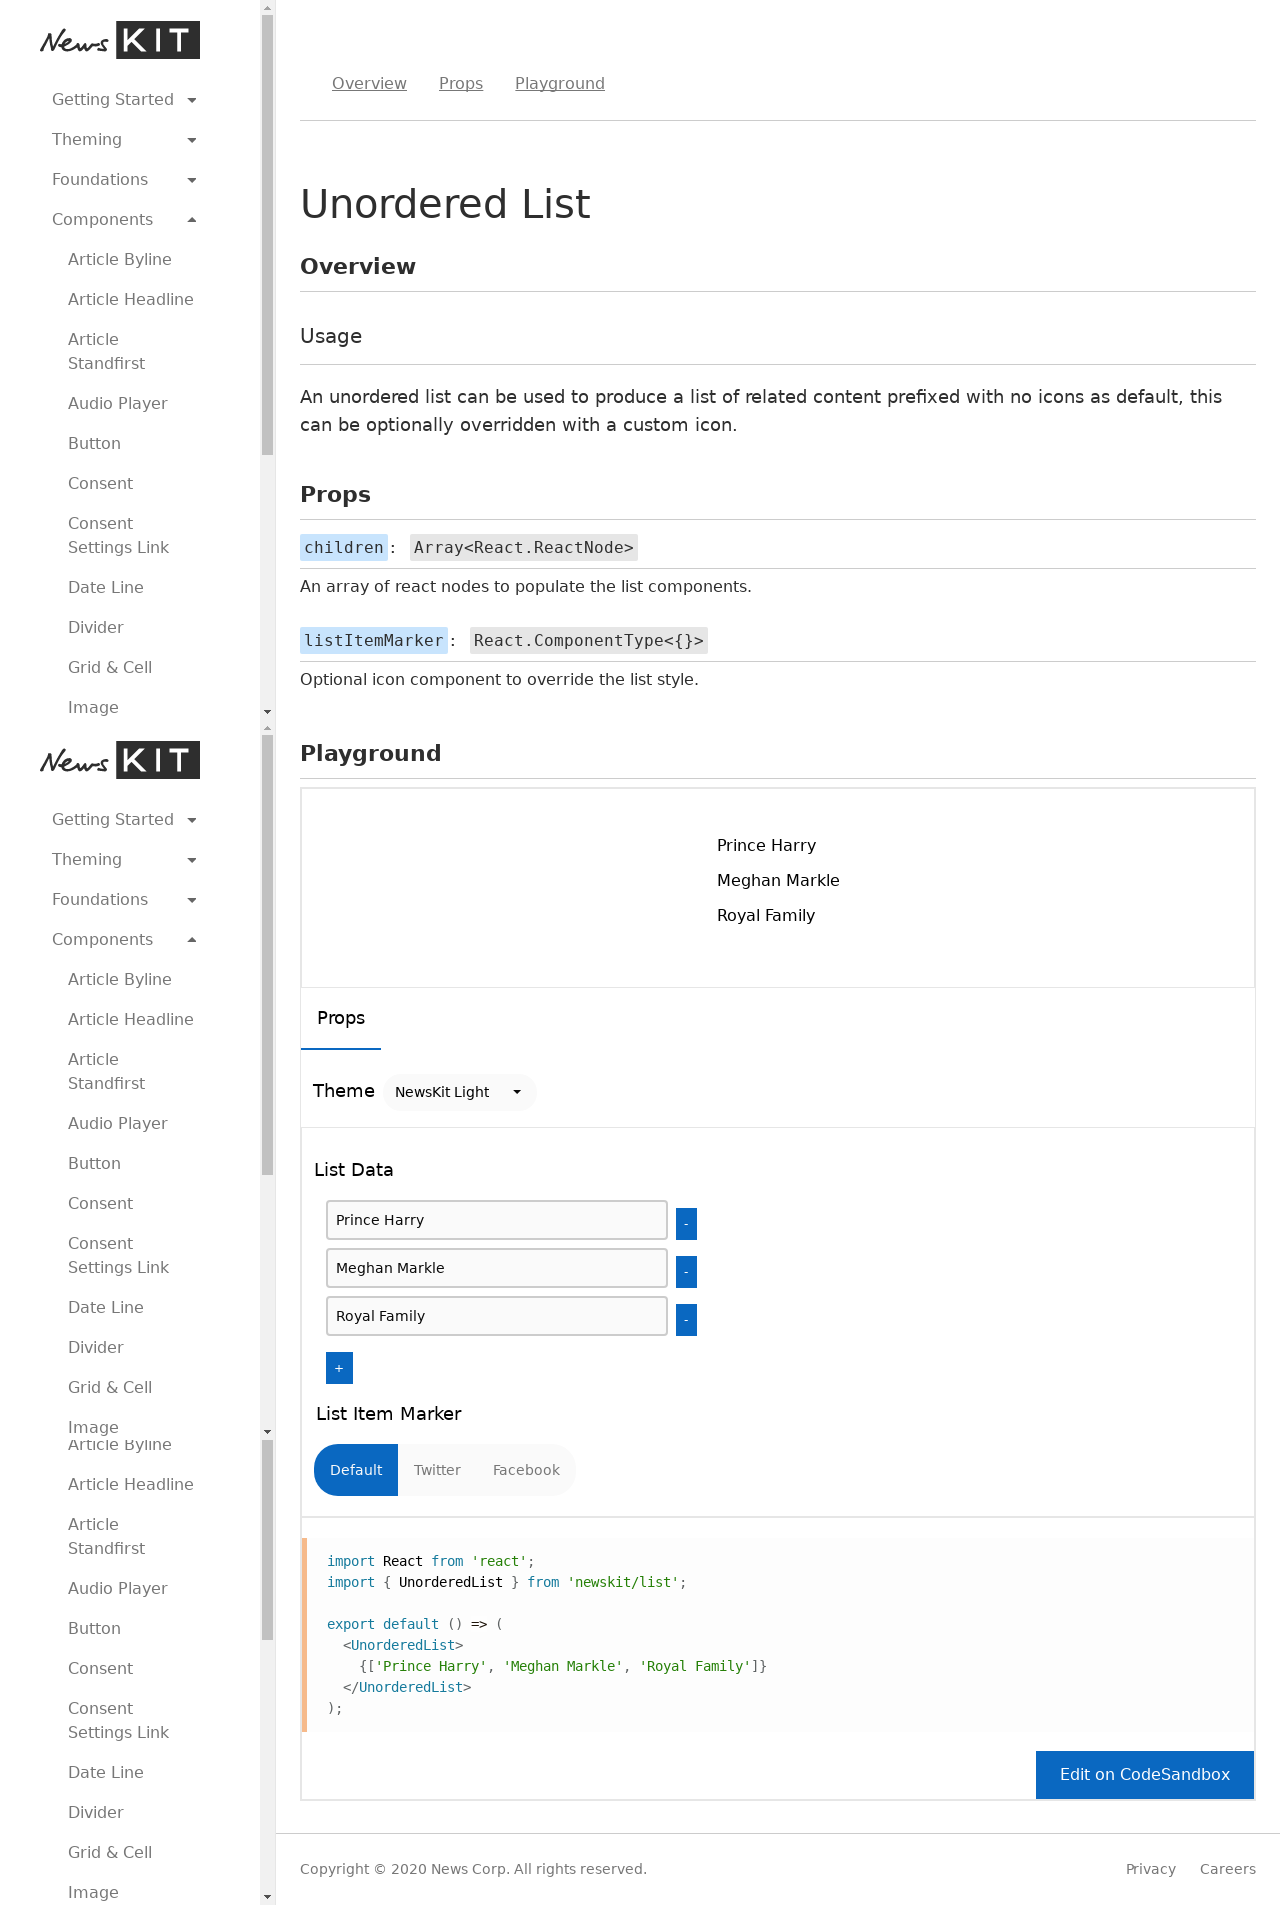 News KIT
Getting Started
Theming
Foundations
Components
Article Byline
Article Headline
Article
Standfirst
Audio Player
Button
Consent
Consent
Settings Link
Date Line
Divider
Grid & Cell
Image
News KIT
Getting Started
Theming
Foundations
Components
Article Byline
Article Headline
Article
Standfirst
Audio Player
Button
Consent
Consent
Settings Link
Date Line
Divider
Grid & Cell
Image
Article Byline
Article Headline
Article
Standfirst
Audio Player
Button
Consent
Consent
Settings Link
Date Line
Divider
Grid & Cell
Image
Overview Props Playground
Unordered List
Overview
Usage
An unordered list can be used to produce a list of related content prefixed with no icons as default, this
can be optionally overridden with a custom icon.
Props
children: Array<React.ReactNode>
An array of react nodes to populate the list components.
listItemMarker: React.ComponentType<{}>
Optional icon component to override the list style.
Playground
Prince Harry
Meghan Markle
Royal Family
Props
Theme NewsKit Light
List Data
Prince Harry -
Meghan Markle -
Royal Family -
+
List Item Marker
Default Twitter Facebook
import React from 'react';
import { UnorderedList } from 'newskit/list';
export default () => (
<UnorderedList>
{['Prince Harry', 'Meghan Markle', 'Royal Family']}
</UnorderedList>
);
Edit on CodeSandbox
Copyright © 2020 News Corp. All rights reserved. Privacy Careers